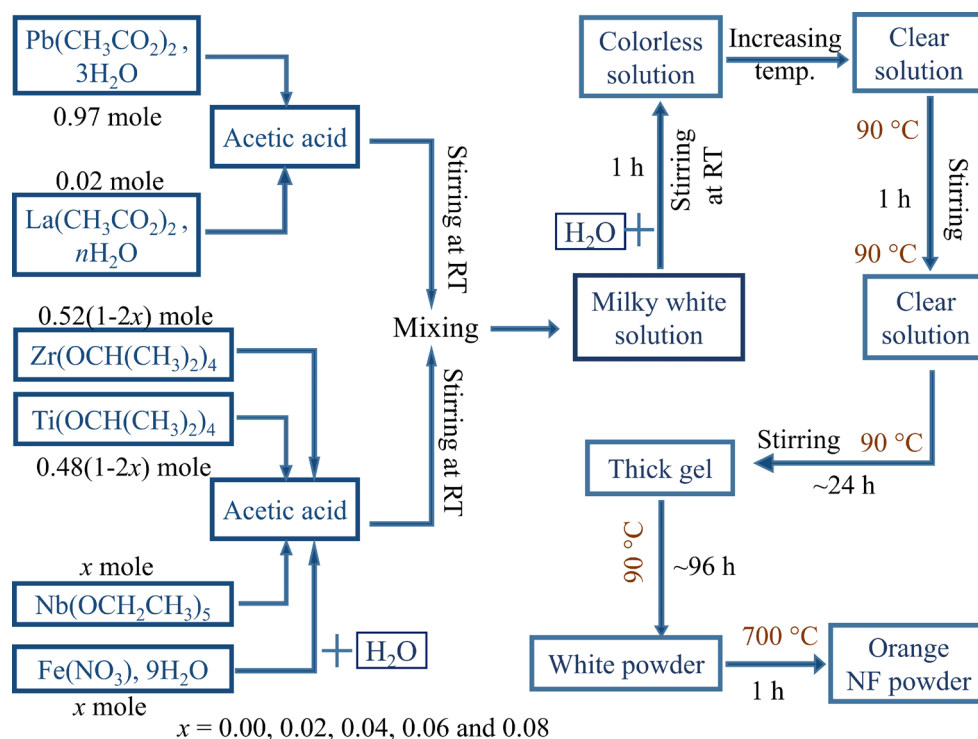 Pb(CH₃CO₂)₂ ,
3H₂O
0.97 mole
Acetic acid
0.02 mole
La(CH₃CO₂)₂ ,
nH₂O
Stirring at RT
0.52(1-2x) mole
Zr(OCH(CH₃)₂)₄
Ti(OCH(CH₃)₂)₄
0.48(1-2x) mole
Acetic acid
x mole
Nb(OCH₂CH₃)₅
Fe(NO₃), 9H₂O
x mole
+ H₂O
Stirring at RT
x = 0.00, 0.02, 0.04, 0.06 and 0.08
Mixing
Milky white
solution
H₂O +
1 h
Stirring
at RT
Colorless
solution
Increasing
temp.
Clear
solution
90 °C
1 h
Stirring
90 °C
Clear
solution
Stirring
90 °C
~24 h
Thick gel
90 °C
~96 h
White powder
700 °C
1 h
Orange
NF powder